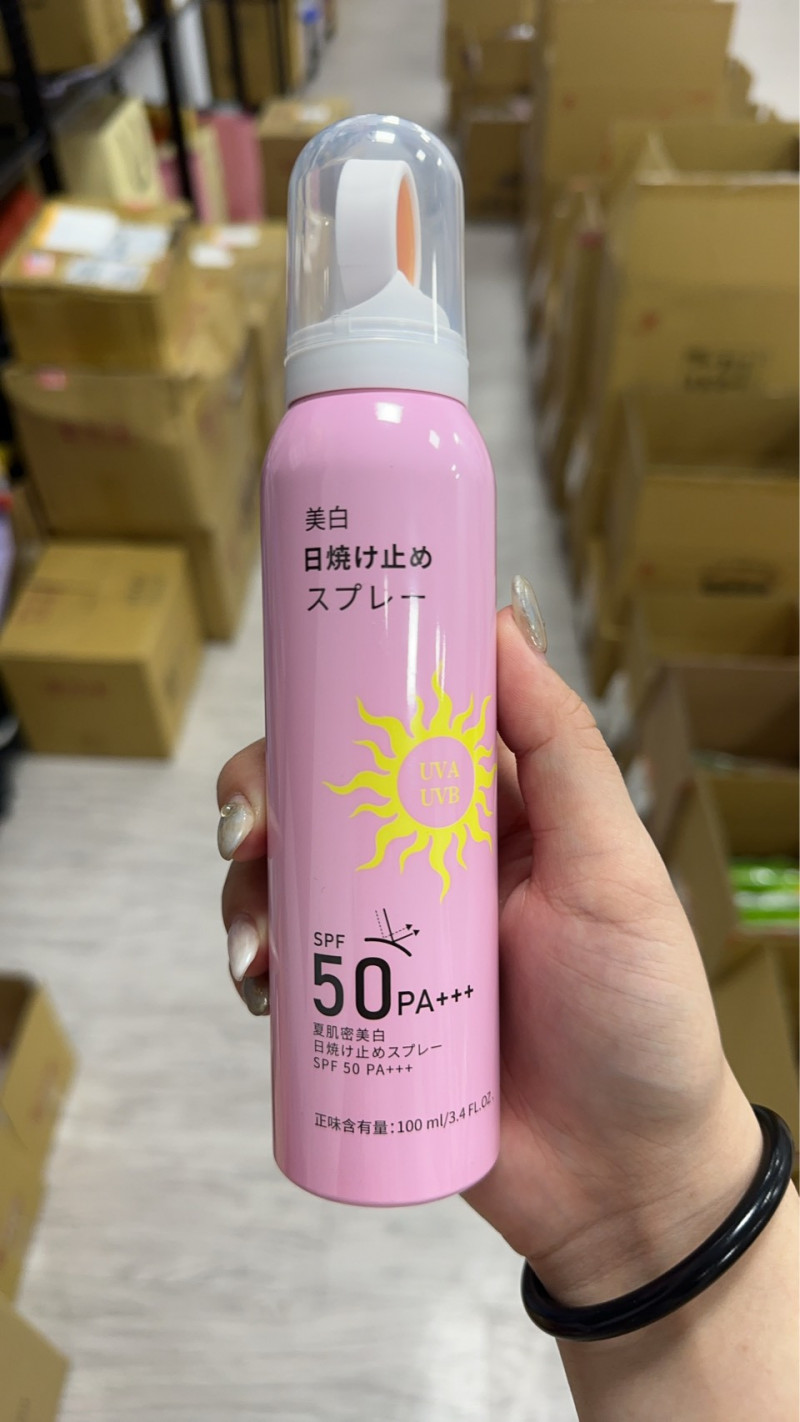 美白
日焼け止め
スプレー
UVA
UVB
SPF
50 PA+++
夏肌密美白
日焼け止めスプレー
SPF 50 PA+++
正味含有量：100 ml/3.4 FL.OZ.